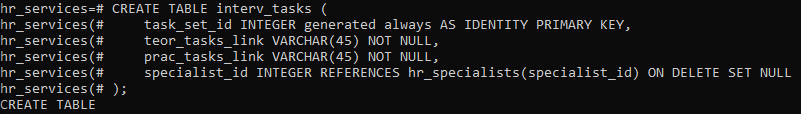 hr_services=# CREATE TABLE interv_tasks (
hr_services(#     task_set_id INTEGER generated always AS IDENTITY PRIMARY KEY,
hr_services(#     teor_tasks_link VARCHAR(45) NOT NULL,
hr_services(#     prac_tasks_link VARCHAR(45) NOT NULL,
hr_services(#     specialist_id INTEGER REFERENCES hr_specialists(specialist_id) ON DELETE SET NULL
hr_services(# );
CREATE TABLE